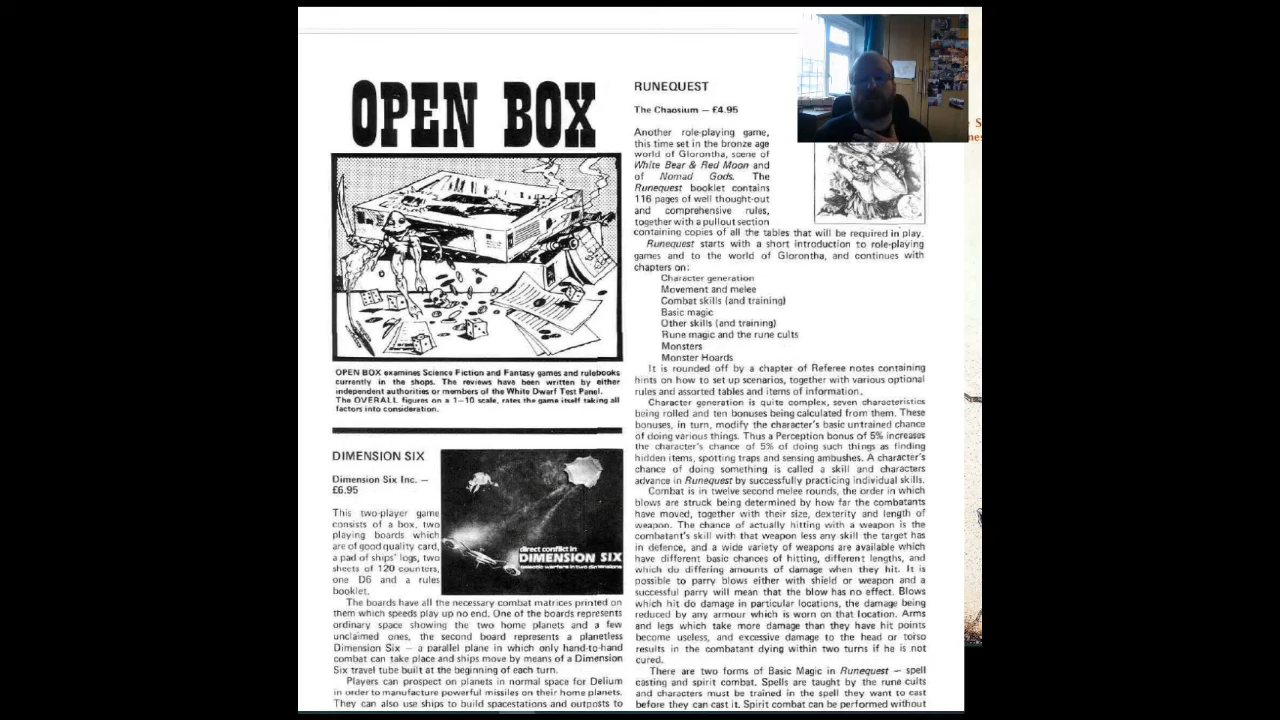 OPEN BOX
OPEN BOX examines Science Fiction and Fantasy games and rulebooks
currently in the shops. The reviews have been written by either
independent authorities or members of the White Dwarf Test Panel.
The OVERALL figures on a 1–10 scale, rates the game itself taking all
factors into consideration.
DIMENSION SIX
Dimension Six Inc. —
£6.95
This two-player game
consists of a box, two
playing boards which
are of good quality card,
a pad of ships' logs, two
sheets of 120 counters,
one D6 and a rules
booklet.
direct conflict in
DIMENSION SIX
galactic warfare in two dimensions
The boards have all the necessary combat matrices printed on
them which speeds play up no end. One of the boards represents
ordinary space showing the two home planets and a few
unclaimed ones, the second board represents a planetless
Dimension Six — a parallel plane in which only hand-to-hand
combat can take place and ships move by means of a Dimension
Six travel tube built at the beginning of each turn.
Players can prospect on planets in normal space for Delium
in order to manufacture powerful missiles on their home planets.
They can also use ships to build spacestations and outposts to
RUNEQUEST
The Chaosium — £4.95
Another role-playing game,
this time set in the bronze age
world of Glorontha, scene of
White Bear & Red Moon and
of Nomad Gods. The
Runequest booklet contains
116 pages of well thought-out
and comprehensive rules,
together with a pullout section
containing copies of all the tables that will be required in play.
Runequest starts with a short introduction to role-playing
games and to the world of Glorontha, and continues with
chapters on:
Character generation
Movement and melee
Combat skills (and training)
Basic magic
Other skills (and training)
Rune magic and the rune cults
Monsters
Monster Hoards
It is rounded off by a chapter of Referee notes containing
hints on how to set up scenarios, together with various optional
rules and assorted tables and items of information.
Character generation is quite complex, seven characteristics
being rolled and ten bonuses being calculated from them. These
bonuses, in turn, modify the character's basic untrained chance
of doing various things. Thus a Perception bonus of 5% increases
the character's chance of 5% of doing such things as finding
hidden items, spotting traps and sensing ambushes. A character's
chance of doing something is called a skill and characters
advance in Runequest by successfully practicing individual skills.
Combat is in twelve second melee rounds, the order in which
blows are struck being determined by how far the combatants
have moved, together with their size, dexterity and length of
weapon. The chance of actually hitting with a weapon is the
combatant's skill with that weapon less any skill the target has
in defence, and a wide variety of weapons are available which
have different basic chances of hitting, different lengths, and
which do differing amounts of damage when they hit. It is
possible to parry blows either with shield or weapon and a
successful parry will mean that the blow has no effect. Blows
which hit do damage in particular locations, the damage being
reduced by any armour which is worn on that location. Arms
and legs which take more damage than they have hit points
become useless, and excessive damage to the head or torso
results in the combatant dying within two turns if he is not
cured.
There are two forms of Basic Magic in Runequest — spell
casting and spirit combat. Spells are taught by the rune cults
and characters must be trained in the spell they want to cast
before they can cast it. Spirit combat can be performed without